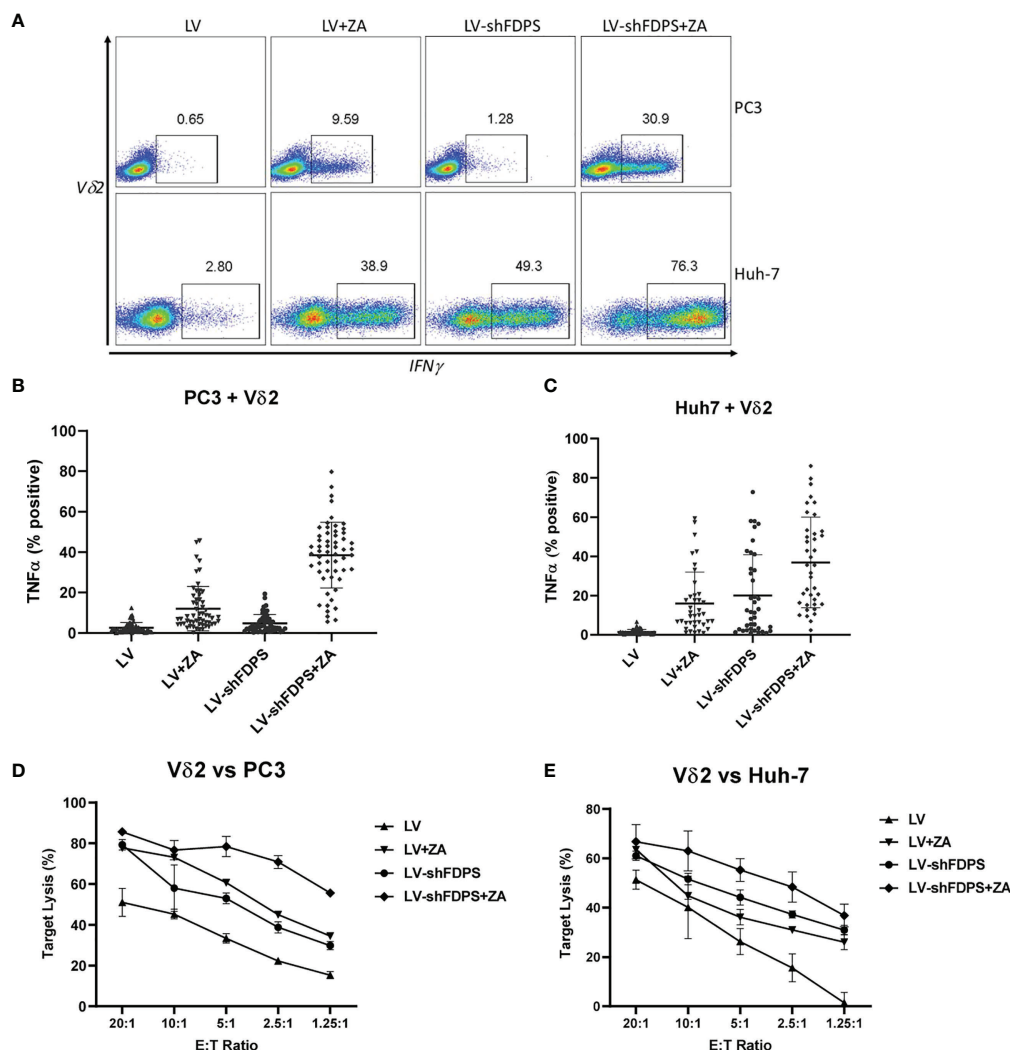 A
LV LV+ZA LV-shFDPS LV-shFDPS+ZA
0.65 9.59 1.28 30.9
PC3
Vδ2
2.80 38.9 49.3 76.3
Huh-7
IFNγ
B
PC3 + Vδ2
TNFα (% positive)
100
80
60
40
20
0
LV LV+ZA LV-shFDPS LV-shFDPS+ZA
C
Huh7 + Vδ2
TNFα (% positive)
100
80
60
40
20
0
LV LV+ZA LV-shFDPS LV-shFDPS+ZA
D
Vδ2 vs PC3
Target Lysis (%)
100
80
60
40
20
0
20:1 10:1 5:1 2.5:1 1.25:1
E:T Ratio
LV
LV+ZA
LV-shFDPS
LV-shFDPS+ZA
E
Vδ2 vs Huh-7
Target Lysis (%)
80
60
40
20
0
20:1 10:1 5:1 2.5:1 1.25:1
E:T Ratio
LV
LV+ZA
LV-shFDPS
LV-shFDPS+ZA